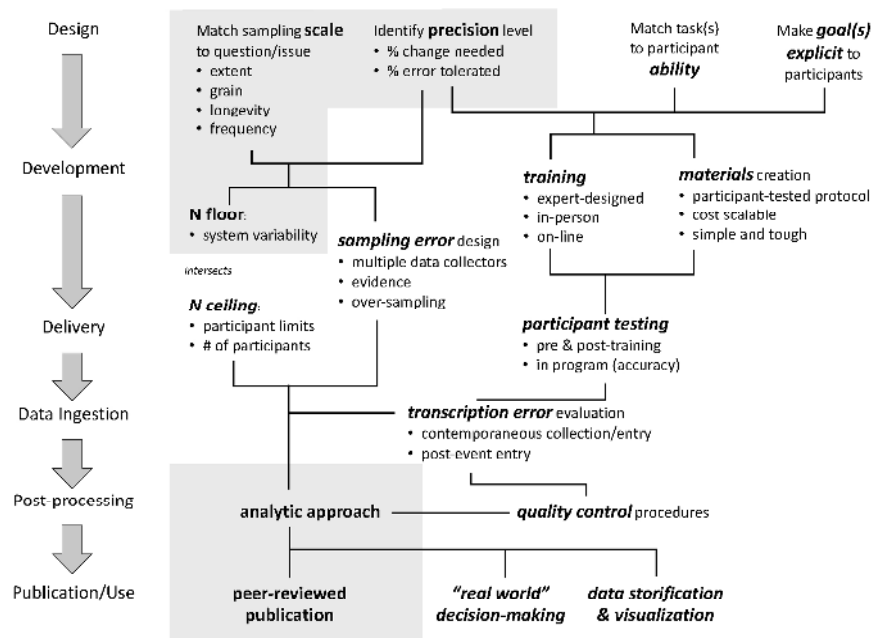 Design
Match sampling scale
to question/issue
• extent
• grain
• longevity
• frequency
Identify precision level
• % change needed
• % error tolerated
Match task(s)
to participant
ability
Make goal(s)
explicit to
participants
Development
N floor:
• system variability
sampling error design
• multiple data collectors
• evidence
• over-sampling
training
• expert-designed
• in-person
• on-line
materials creation
• participant-tested protocol
• cost scalable
• simple and tough
intersects
Delivery
N ceiling:
• participant limits
• # of participants
participant testing
• pre & post-training
• in program (accuracy)
Data Ingestion
transcription error evaluation
• contemporaneous collection/entry
• post-event entry
Post-processing
analytic approach
quality control procedures
Publication/Use
peer-reviewed
publication
“real world”
decision-making
data storification
& visualization